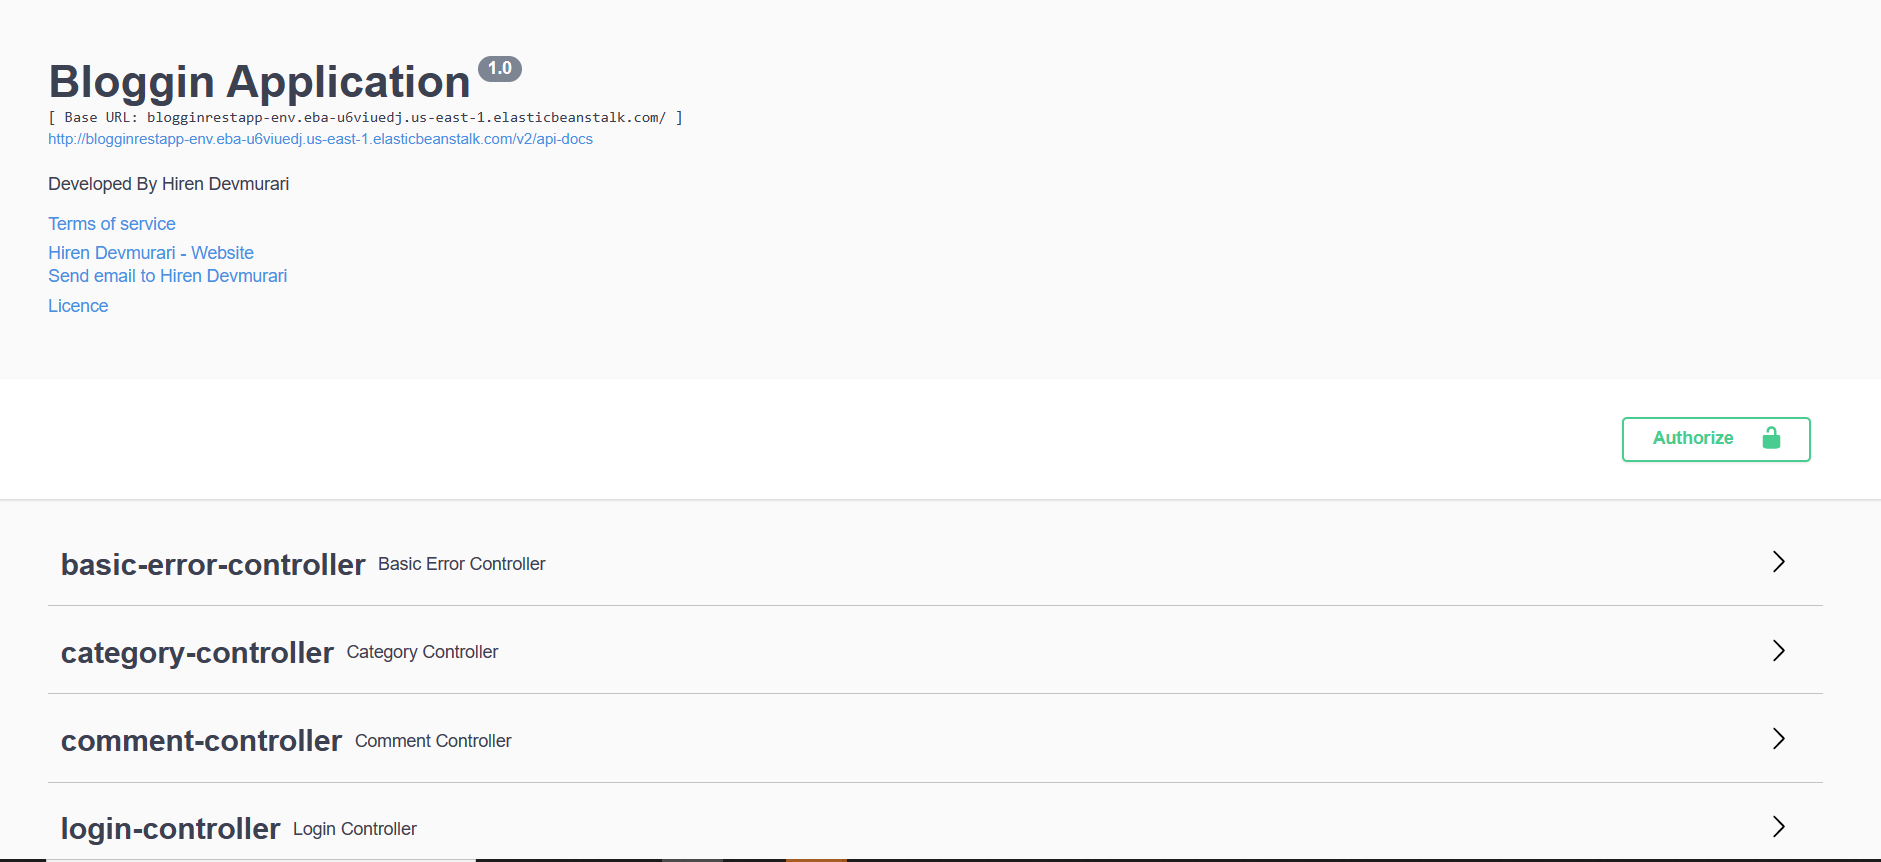 Bloggin Application 1.0
[ Base URL: blogginrestapp-env.eba-u6viuedj.us-east-1.elasticbeanstalk.com/ ]
http://blogginrestapp-env.eba-u6viuedj.us-east-1.elasticbeanstalk.com/v2/api-docs
Developed By Hiren Devmurari
Terms of service
Hiren Devmurari - Website
Send email to Hiren Devmurari
Licence
Authorize
basic-error-controller Basic Error Controller
category-controller Category Controller
comment-controller Comment Controller
login-controller Login Controller